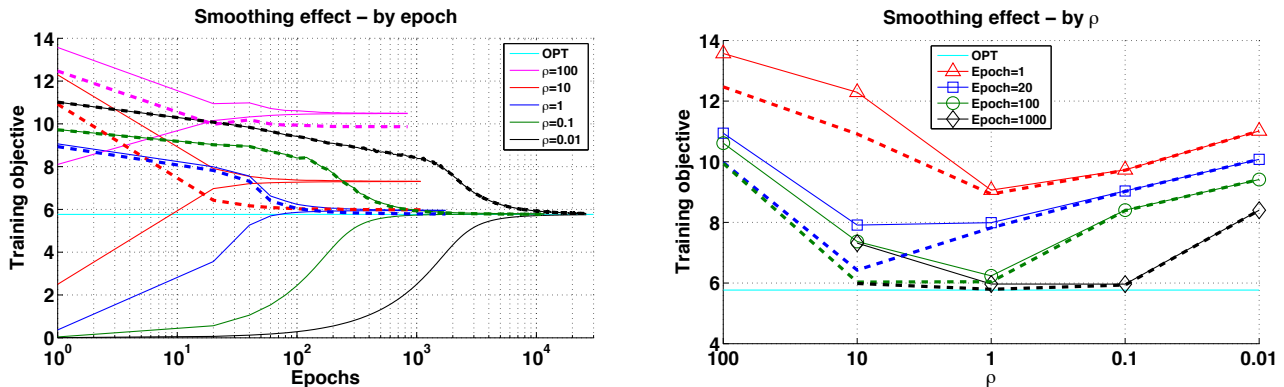 Smoothing effect – by epoch
14
12
10
8
6
4
2
0
Training objective
10^0
10^1
10^2
10^3
10^4
Epochs
OPT
ρ=100
ρ=10
ρ=1
ρ=0.1
ρ=0.01
Smoothing effect – by ρ
14
12
10
8
6
4
Training objective
100
10
1
0.1
0.01
ρ
OPT
Epoch=1
Epoch=20
Epoch=100
Epoch=1000